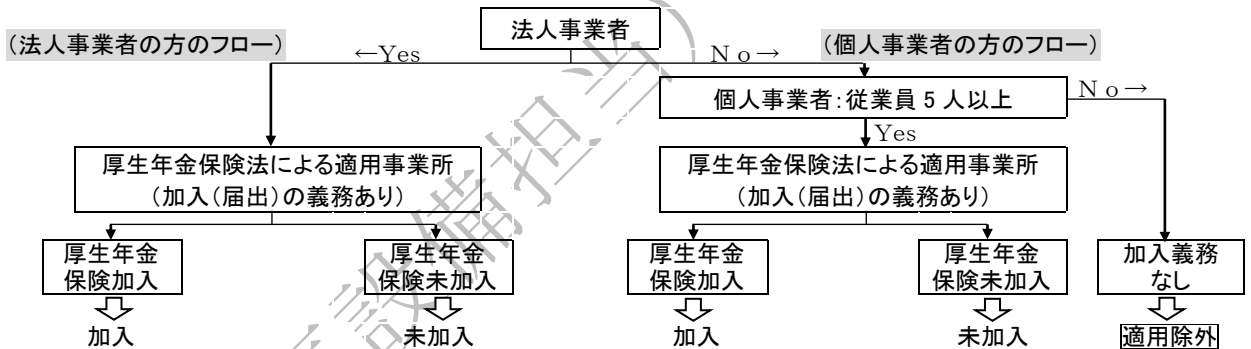 法人事業者
(法人事業者の方のフロー)
←Yes
No→
(個人事業者の方のフロー)
個人事業者:従業員5人以上
No→
Yes
厚生年金保険法による適用事業所
(加入(届出)の義務あり)
厚生年金保険法による適用事業所
(加入(届出)の義務あり)
厚生年金
保険加入
厚生年金
保険未加入
厚生年金
保険加入
厚生年金
保険未加入
加入義務
なし
加入
未加入
加入
未加入
適用除外
設備担当)